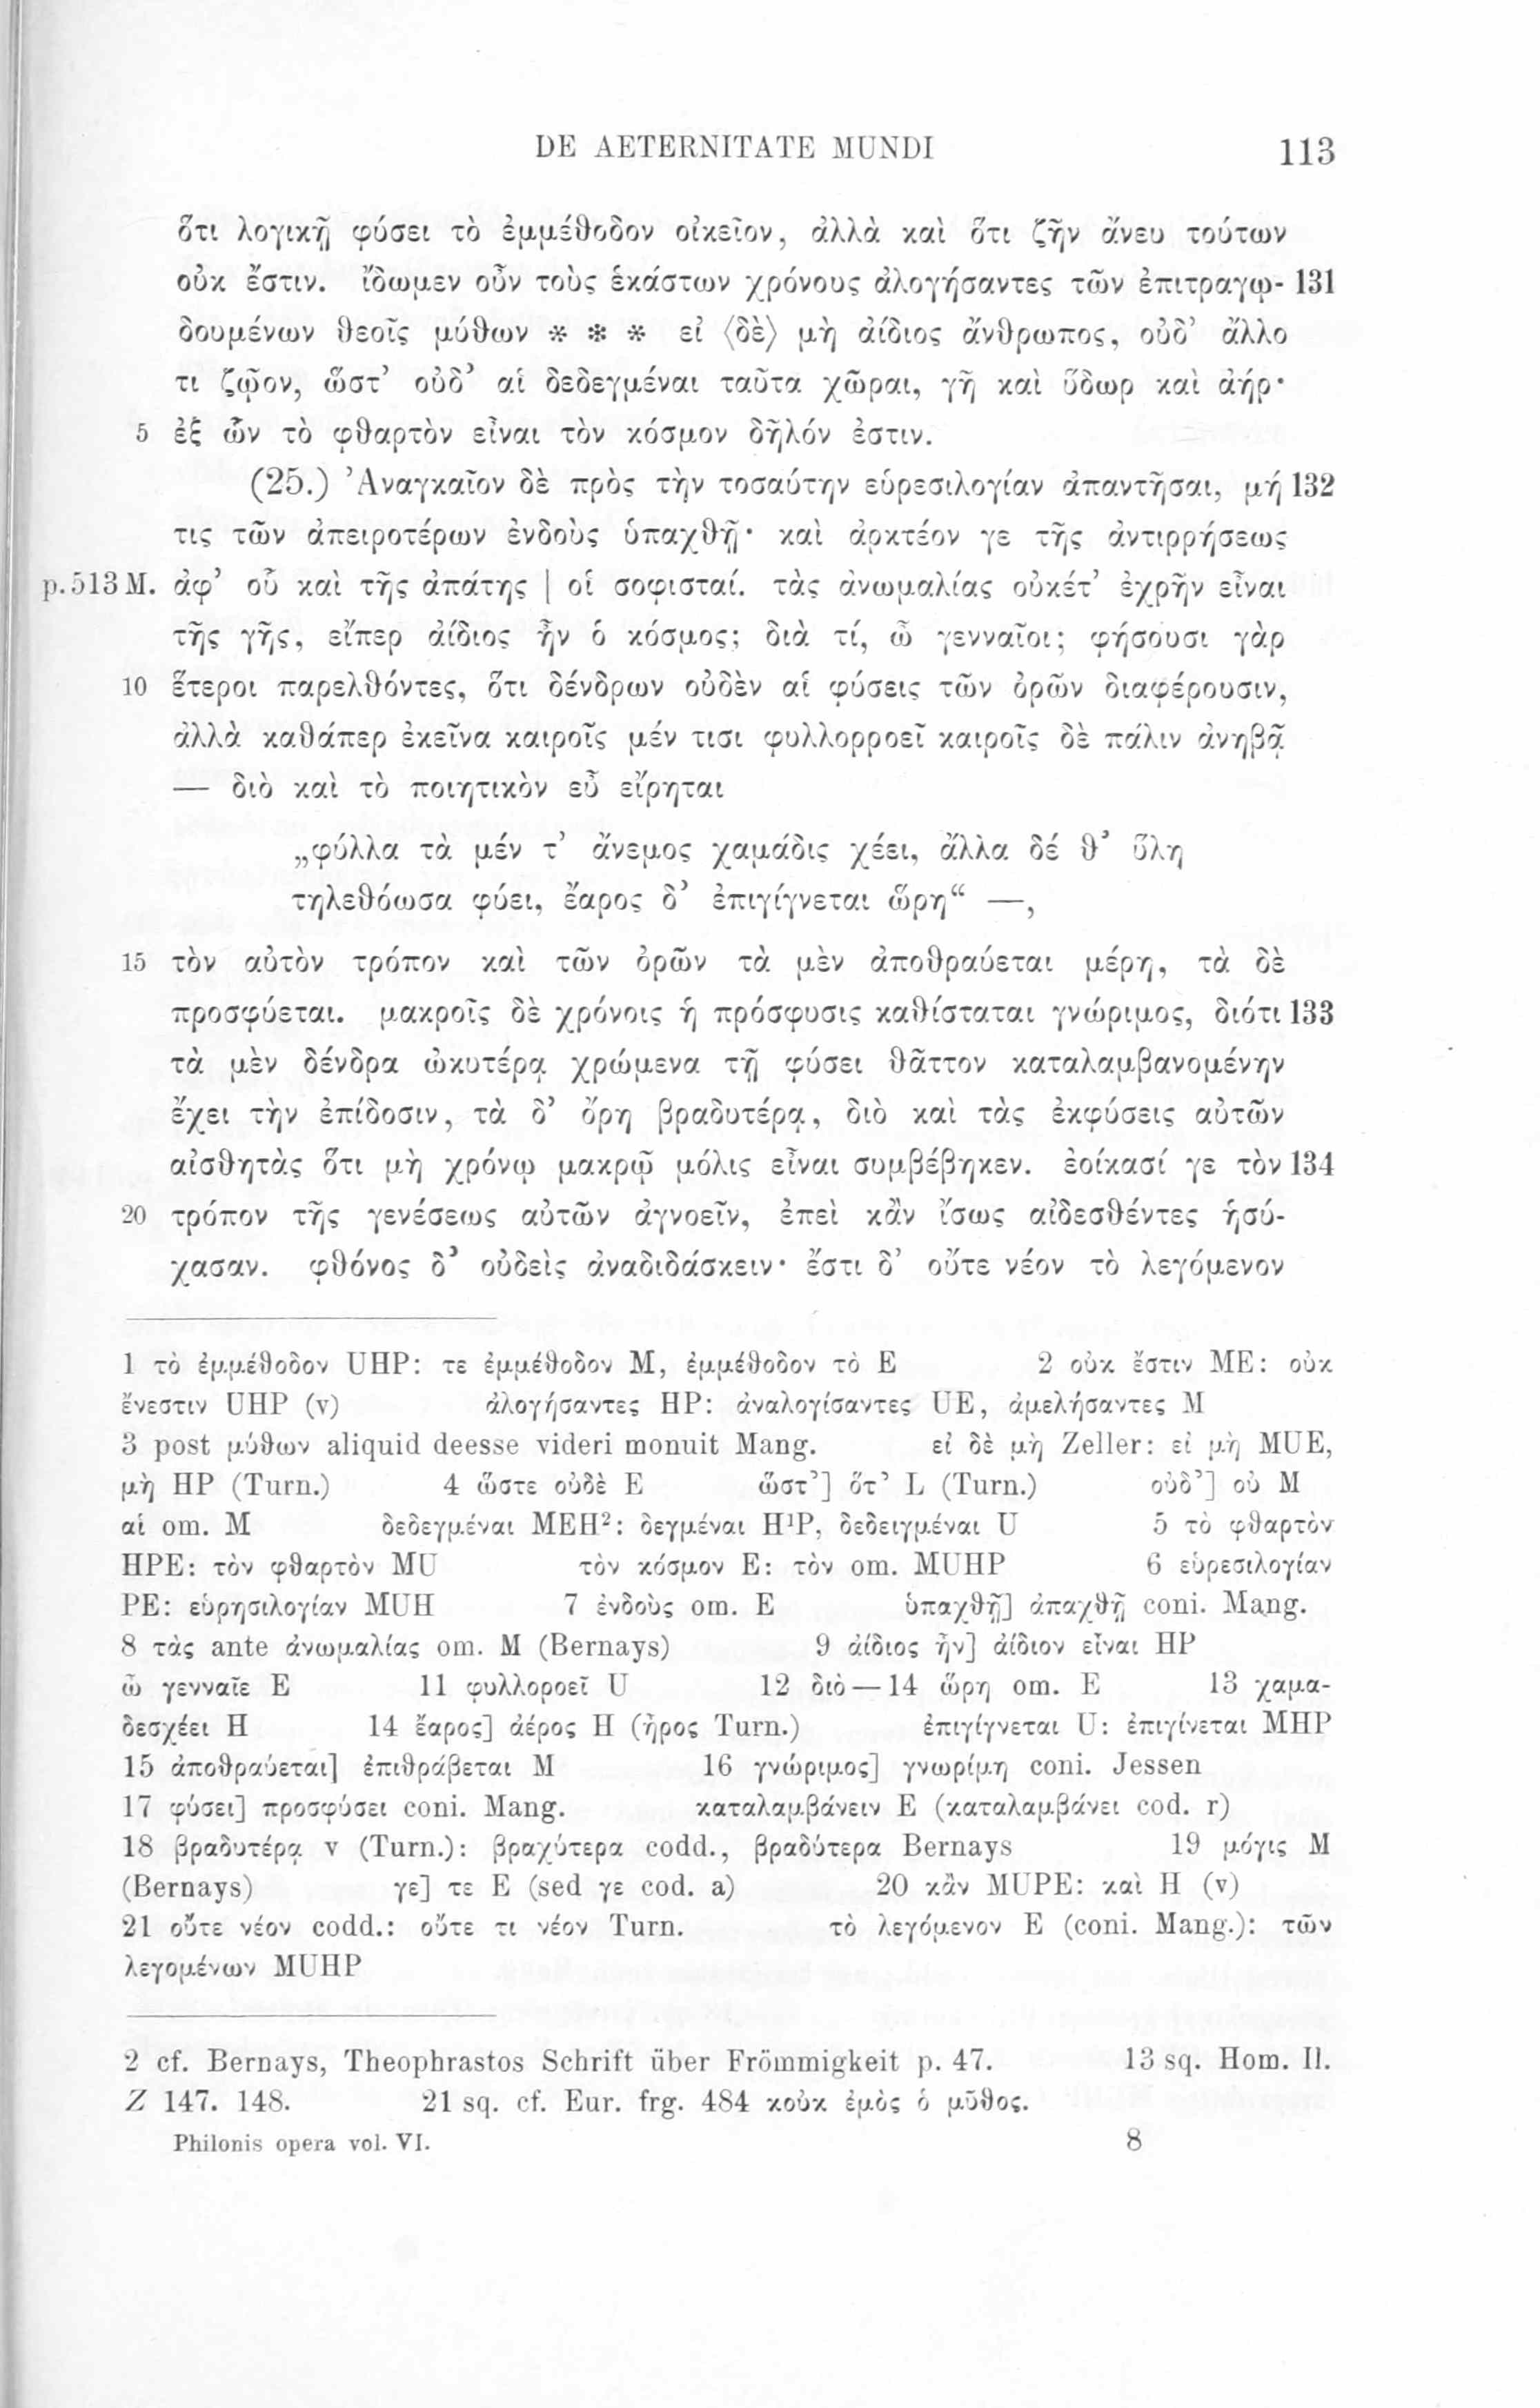 DE AETERNITATE MUNDI 113
ὅτι λογικῇ φύσει τὸ ἐμμέθοδον οἰκεῖον, ἀλλὰ καὶ ὅτι ζῆν ἄνευ τούτων
οὐκ ἔστιν. ἴδωμεν οὖν τοὺς ἑκάστων χρόνους ἀλογήσαντες τῶν ἐπιτραγῳ- 131
δουμένων θεοῖς μύθων * * * εἰ ⟨δὲ⟩ μὴ ἀίδιος ἄνθρωπος, οὐδ’ ἄλλο
τι ζῷον, ὥστ’ οὐδ’ αἱ δεδεγμέναι ταῦτα χῶραι, γῆ καὶ ὕδωρ καὶ ἀήρ·
5 ἐξ ὧν τὸ φθαρτὸν εἶναι τὸν κόσμον δῆλόν ἐστιν.
(25.) Ἀναγκαῖον δὲ πρὸς τὴν τοσαύτην εὑρεσιλογίαν ἀπαντῆσαι, μή 132
τις τῶν ἀπειροτέρων ἐνδοὺς ὑπαχθῇ· καὶ ἀρκτέον γε τῆς ἀντιρρήσεως
p. 513 M. ἀφ’ οὗ καὶ τῆς ἀπάτης | οἱ σοφισταί. τὰς ἀνωμαλίας οὐκέτ’ ἐχρῆν εἶναι
τῆς γῆς, εἴπερ ἀίδιος ἦν ὁ κόσμος; διὰ τί, ὦ γενναῖοι; φήσουσι γὰρ
10 ἕτεροι παρελθόντες, ὅτι δένδρων οὐδὲν αἱ φύσεις τῶν ὀρῶν διαφέρουσιν,
ἀλλὰ καθάπερ ἐκεῖνα καιροῖς μέν τισι φυλλορροεῖ καιροῖς δὲ πάλιν ἀνηβᾷ
— διὸ καὶ τὸ ποιητικὸν εὖ εἴρηται
„φύλλα τὰ μέν τ’ ἄνεμος χαμάδις χέει, ἄλλα δέ θ’ ὕλη
τηλεθόωσα φύει, ἔαρος δ’ ἐπιγίγνεται ὥρη“ —,
15 τὸν αὐτὸν τρόπον καὶ τῶν ὀρῶν τὰ μὲν ἀποθραύεται μέρη, τὰ δὲ
προσφύεται. μακροῖς δὲ χρόνοις ἡ πρόσφυσις καθίσταται γνώριμος, διότι 133
τὰ μὲν δένδρα ὠκυτέρᾳ χρώμενα τῇ φύσει θᾶττον καταλαμβανομένην
ἔχει τὴν ἐπίδοσιν, τὰ δ’ ὄρη βραδυτέρᾳ, διὸ καὶ τὰς ἐκφύσεις αὐτῶν
αἰσθητὰς ὅτι μὴ χρόνῳ μακρῷ μόλις εἶναι συμβέβηκεν. ἐοίκασί γε τὸν 134
20 τρόπον τῆς γενέσεως αὐτῶν ἀγνοεῖν, ἐπεὶ κἂν ἴσως αἰδεσθέντες ἡσύ-
χασαν. φθόνος δ’ οὐδεὶς ἀναδιδάσκειν· ἔστι δ’ οὔτε νέον τὸ λεγόμενον
1 τὸ ἐμμέθοδον UHP: τε ἐμμέθοδον M, ἐμμέθοδον τὸ E 2 οὐκ ἔστιν ME: οὐκ
ἔνεστιν UHP (v) ἀλογήσαντες HP: ἀναλογίσαντες UE, ἀμελήσαντες M
3 post μύθων aliquid deesse videri monuit Mang. εἰ δὲ μὴ Zeller: εἰ μὴ MUE,
μὴ HP (Turn.) 4 ὥστε οὐδὲ E ὥστ’] ὅτ’ L (Turn.) οὐδ’] οὐ M
αἱ om. M δεδεγμέναι MEH²: δεγμέναι H¹P, δεδειγμέναι U 5 τὸ φθαρτὸν
HPE: τὸν φθαρτὸν MU τὸν κόσμον E: τὸν om. MUHP 6 εὑρεσιλογίαν
PE: εὑρησιλογίαν MUH 7 ἐνδοὺς om. E ὑπαχθῇ] ἀπαχθῇ coni. Mang.
8 τὰς ante ἀνωμαλίας om. M (Bernays) 9 ἀίδιος ἦν] ἀίδιον εἶναι HP
ὦ γενναῖε E 11 φυλλοροεῖ U 12 διὸ — 14 ὥρη om. E 13 χαμα-
δεσχέει H 14 ἔαρος] ἀέρος H (ἦρος Turn.) ἐπιγίγνεται U: ἐπιγίνεται MHP
15 ἀποθραύεται] ἐπιθράβεται M 16 γνώριμος] γνωρίμη coni. Jessen
17 φύσει] προσφύσει coni. Mang. καταλαμβάνειν E (καταλαμβάνει cod. r)
18 βραδυτέρᾳ v (Turn.): βραχύτερα codd., βραδύτερα Bernays 19 μόγις M
(Bernays) γε] τε E (sed γε cod. a) 20 κἂν MUPE: καὶ H (v)
21 οὔτε νέον codd.: οὔτε τι νέον Turn. τὸ λεγόμενον E (coni. Mang.): τῶν
λεγομένων MUHP
2 cf. Bernays, Theophrastos Schrift über Frömmigkeit p. 47. 13 sq. Hom. Il.
Z 147. 148. 21 sq. cf. Eur. frg. 484 κοὐκ ἐμὸς ὁ μῦθος.
Philonis opera vol. VI. 8